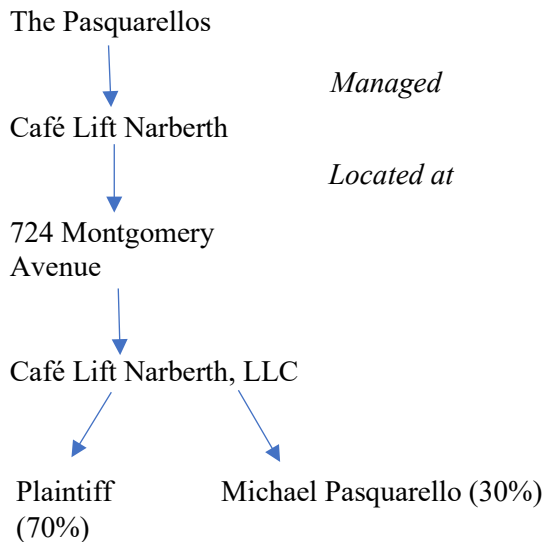 The Pasquarellos
Managed
Café Lift Narberth
Located at
724 Montgomery
Avenue
Café Lift Narberth, LLC
Plaintiff
(70%)
Michael Pasquarello (30%)